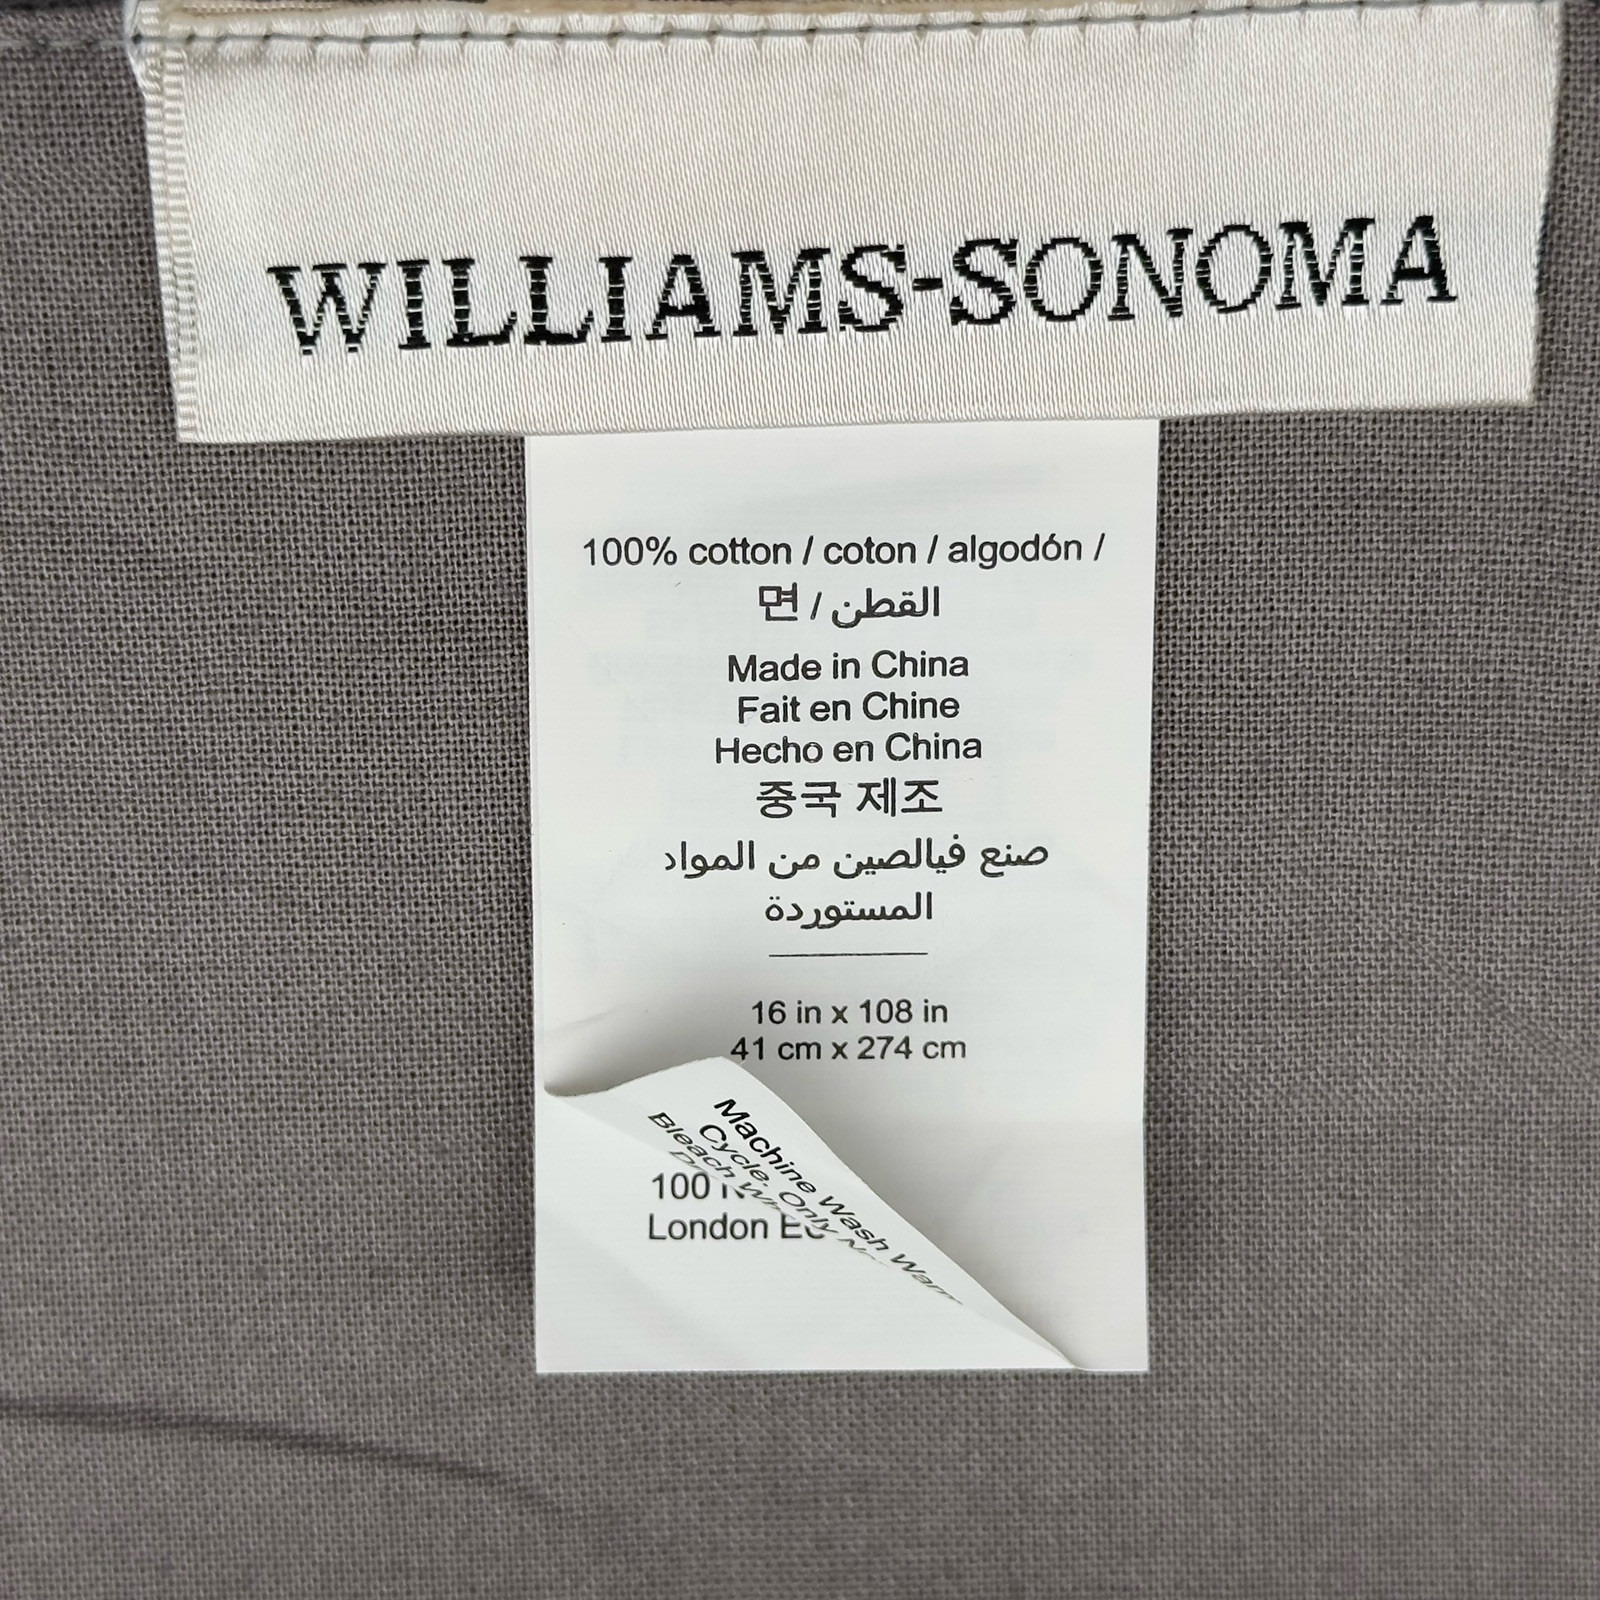 WILLIAMS-SONOMA
100% cotton / coton / algodón /
면 / القطن
Made in China
Fait en Chine
Hecho en China
중국 제조
صنع فيالصين من المواد
المستوردة
16 in x 108 in
41 cm x 274 cm
Machine Wash Warm
Cycle. Only
Bleach
100
London